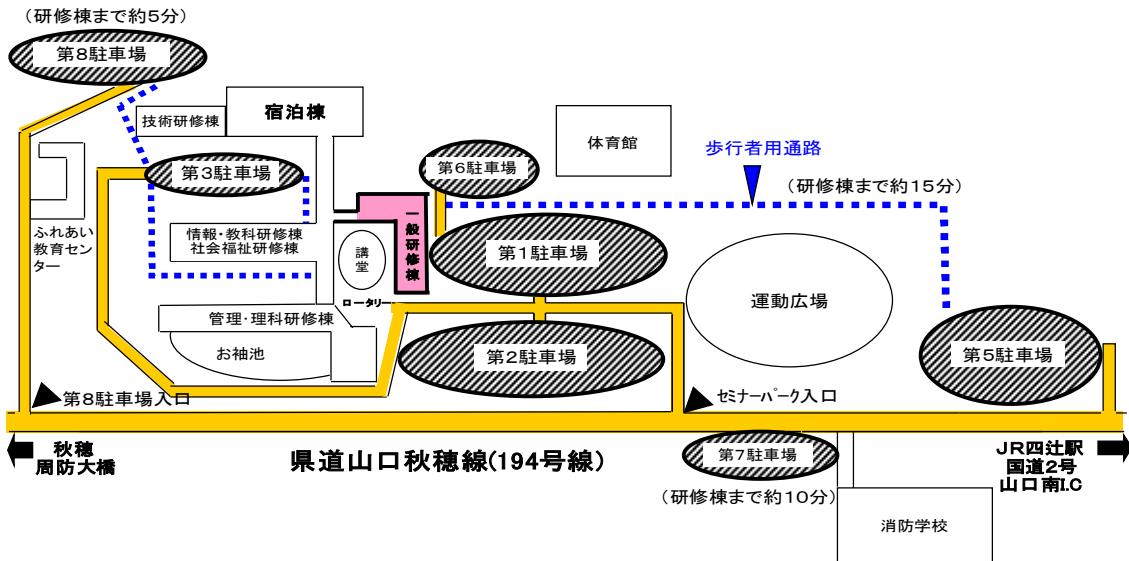 (研修棟まで約5分)
第8駐車場
宿泊棟
技術研修棟
体育館
第6駐車場
歩行者用通路
第3駐車場
(研修棟まで約15分)
一般研修棟
ふれあい
教育セン
ター
情報・教科研修棟
社会福祉研修棟
講堂
第1駐車場
ロータリー
運動広場
管理・理科研修棟
お袖池
第2駐車場
第5駐車場
第8駐車場入口
セミナーパーク入口
秋穂
周防大橋
県道山口秋穂線(194号線)
第7駐車場
JR四辻駅
国道2号
山口南I.C
(研修棟まで約10分)
消防学校